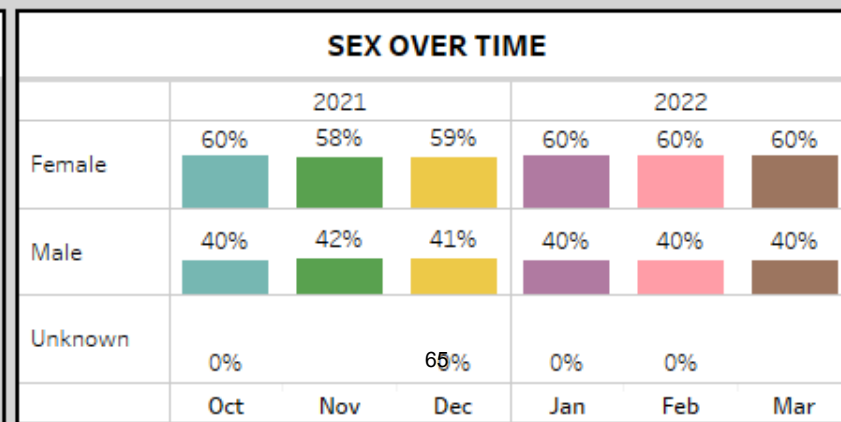 SEX OVER TIME
2021 2022
60% 58% 59% 60% 60% 60%
Female
40% 42% 41% 40% 40% 40%
Male
Unknown
0% 650% 0% 0%
Oct Nov Dec Jan Feb Mar